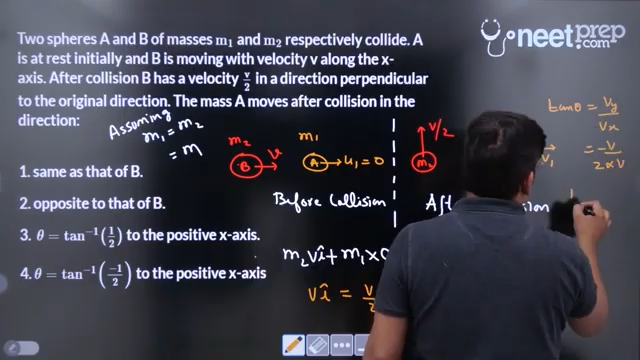 neetprep
.com
Two spheres A and B of masses m₁ and m₂ respectively collide. A
is at rest initially and B is moving with velocity v along the x-
axis. After collision B has a velocity v/2 in a direction perpendicular
to the original direction. The mass A moves after collision in the
direction:
Assuming
m₁ = m₂
= m
1. same as that of B.
2. opposite to that of B.
3. θ = tan⁻¹(1/2) to the positive x-axis.
4. θ = tan⁻¹(-1/2) to the positive x-axis
m₂
B
v
m₁
A
u₁ = 0
Before Collision
v/2
m₂
tanθ = Vy/Vx
= -V/2×V
V₁
m₂vî + m₁×0
vî = v/2